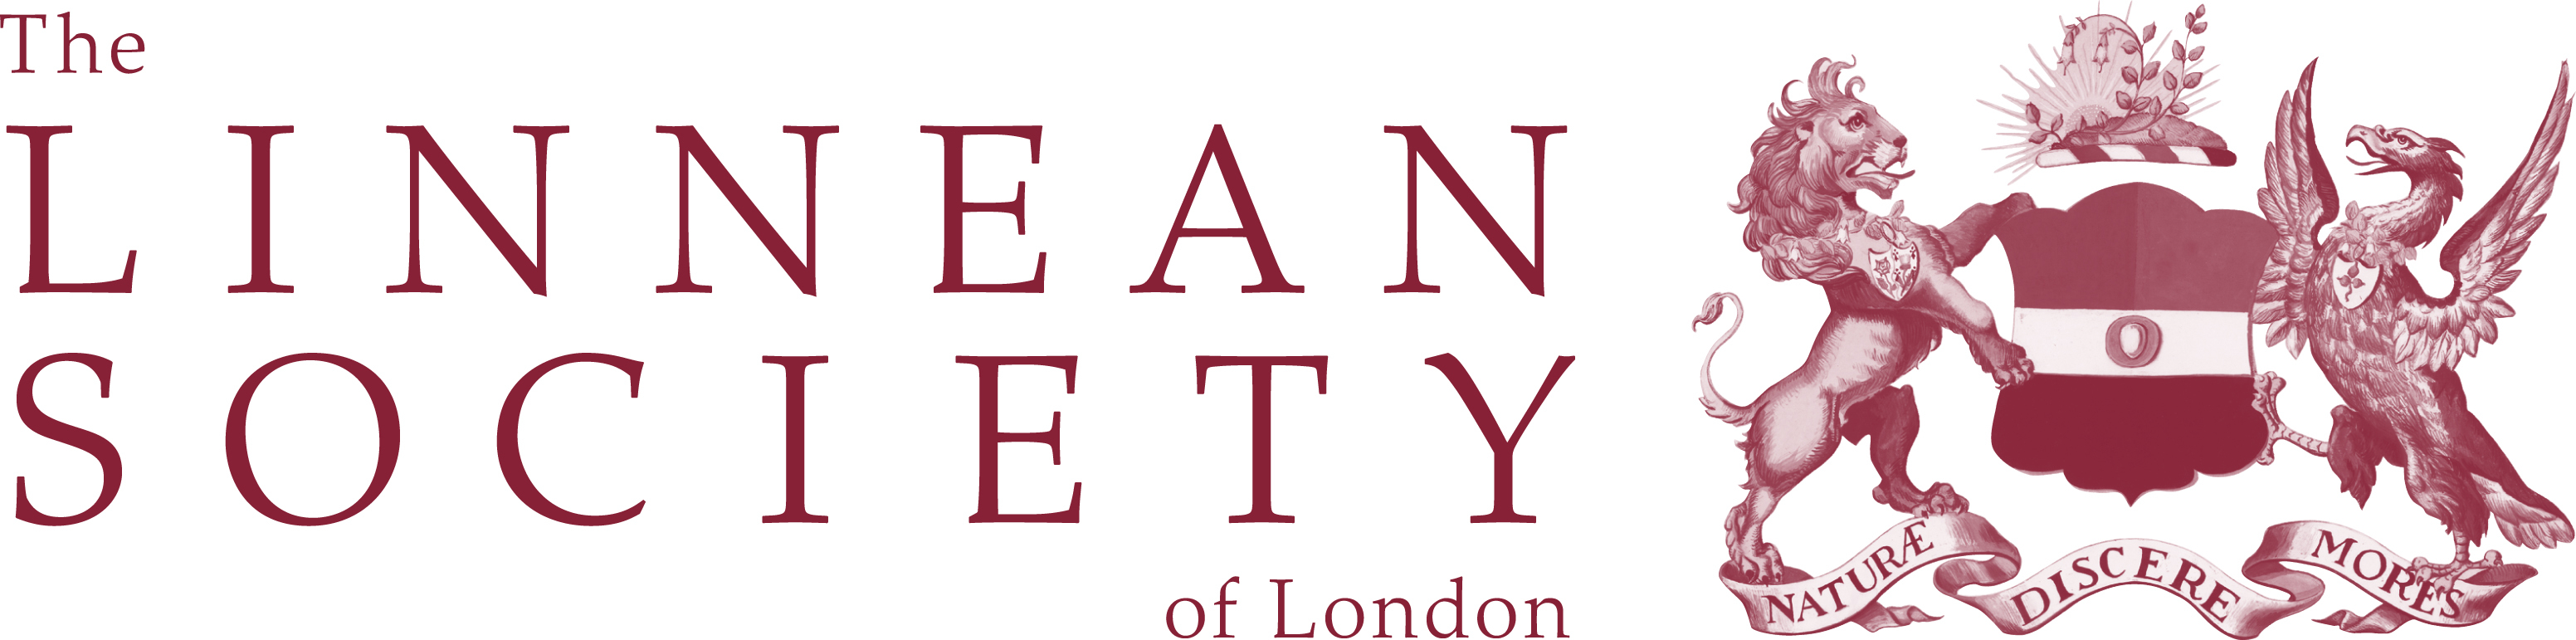 The
LINNEAN
SOCIETY
of London
NATURÆ DISCERE MORES